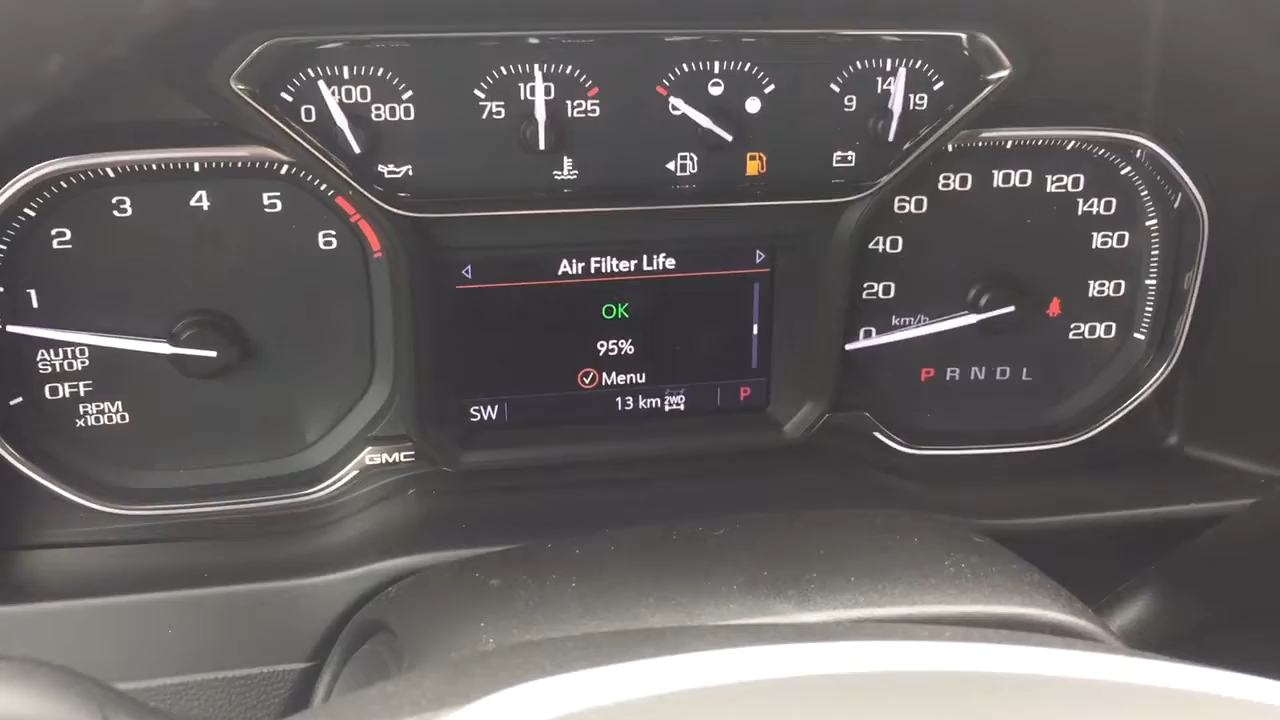 0 400 800
75 100 125
9 14 19
1 2 3 4 5 6
AUTO
STOP
OFF
RPM
x1000
GMC
Air Filter Life
OK
95%
Menu
SW 13 km 2WD P
0 20 40 60 80 100 120 140 160 180 200
km/h
P R N D L